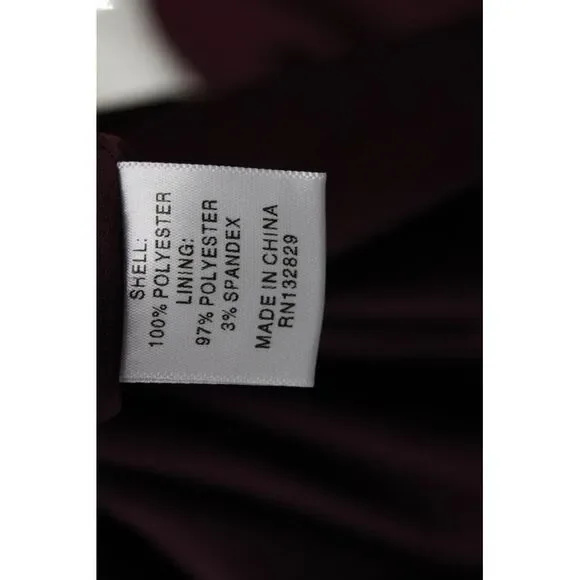 SHELL:
100% POLYESTER
LINING:
97% POLYESTER
3% SPANDEX
MADE IN CHINA
RN132829